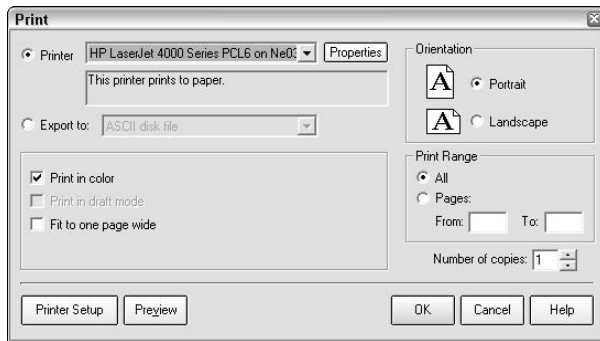 Print
Printer
HP LaserJet 4000 Series PCL6 on Ne03
Properties
This printer prints to paper.
Export to:
ASCII disk file
Print in color
Print in draft mode
Fit to one page wide
Orientation
A
Portrait
A
Landscape
Print Range
All
Pages:
From:
To:
Number of copies: 1
Printer Setup
Preview
OK
Cancel
Help